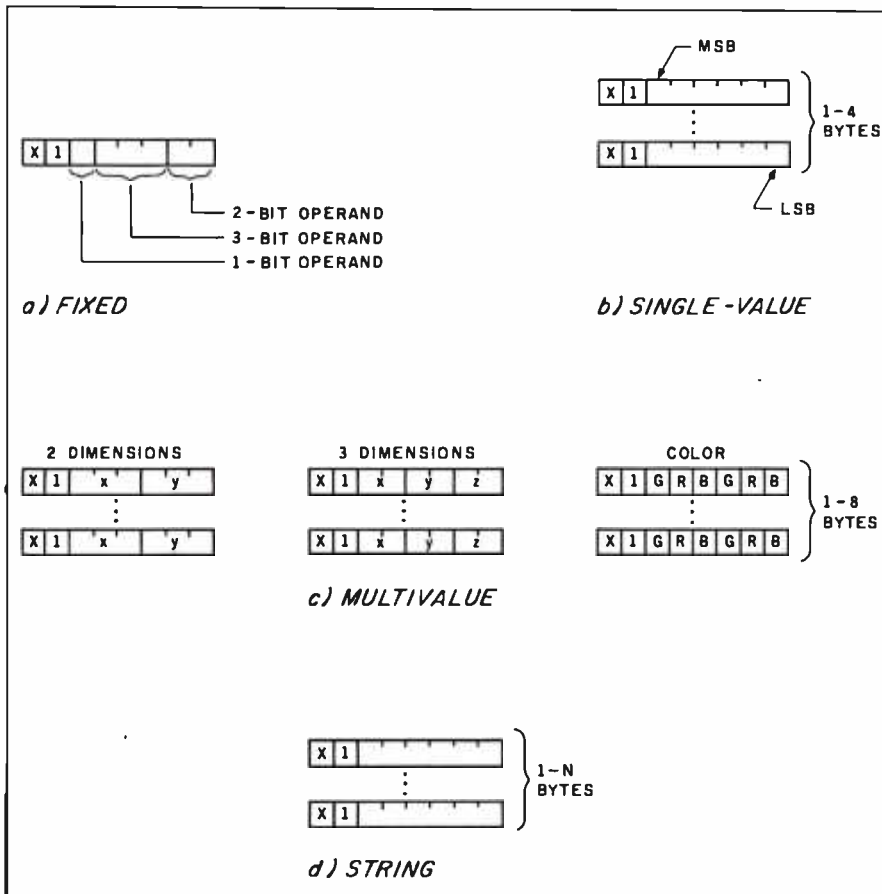 MSB
X 1
1-4 BYTES
X 1
LSB
X 1
2-BIT OPERAND
3-BIT OPERAND
1-BIT OPERAND
a) FIXED
b) SINGLE-VALUE
2 DIMENSIONS
X 1 x y
X 1 x y
3 DIMENSIONS
X 1 x y z
X 1 x y z
COLOR
X 1 G R B G R B
X 1 G R B G R B
1-8 BYTES
c) MULTIVALUE
X 1
X 1
1-N BYTES
d) STRING